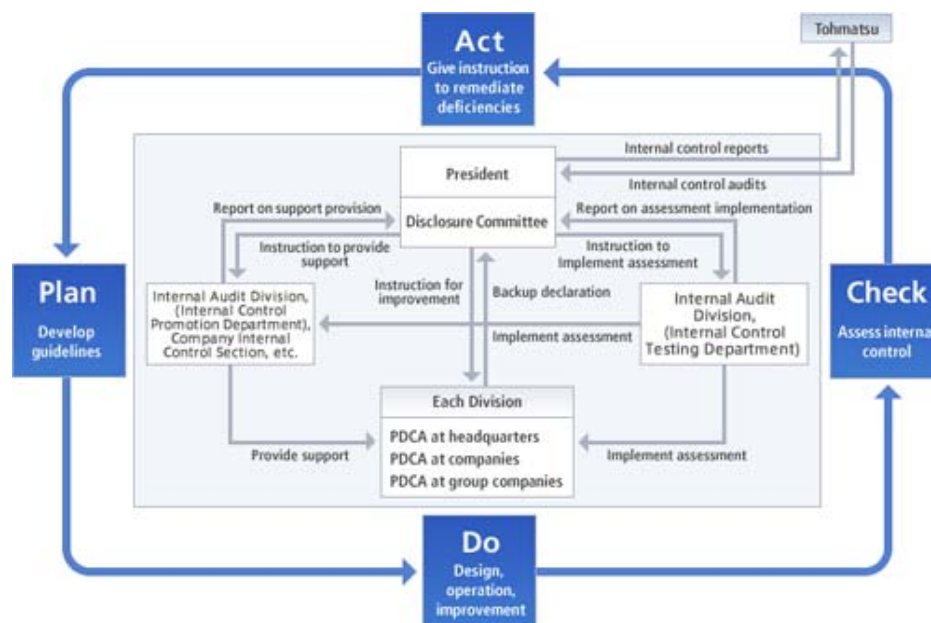 Act
Give instruction
to remediate
deficiencies
Tohmatsu
Internal control reports
President
Internal control audits
Report on support provision
Disclosure Committee
Report on assessment implementation
Instruction to provide
support
Instruction to
Implement assessment
Plan
Develop
guidelines
Internal Audit Division,
(Internal Control
Promotion Department),
Company Internal
Control Section, etc.
Instruction for
improvement
Backup declaration
Implement assessment
Internal Audit
Division,
(Internal Control
Testing Department)
Check
Assess internal
control
Each Division
PDCA at headquarters
PDCA at companies
PDCA at group companies
Provide support
Implement assessment
Do
Design,
operation,
improvement